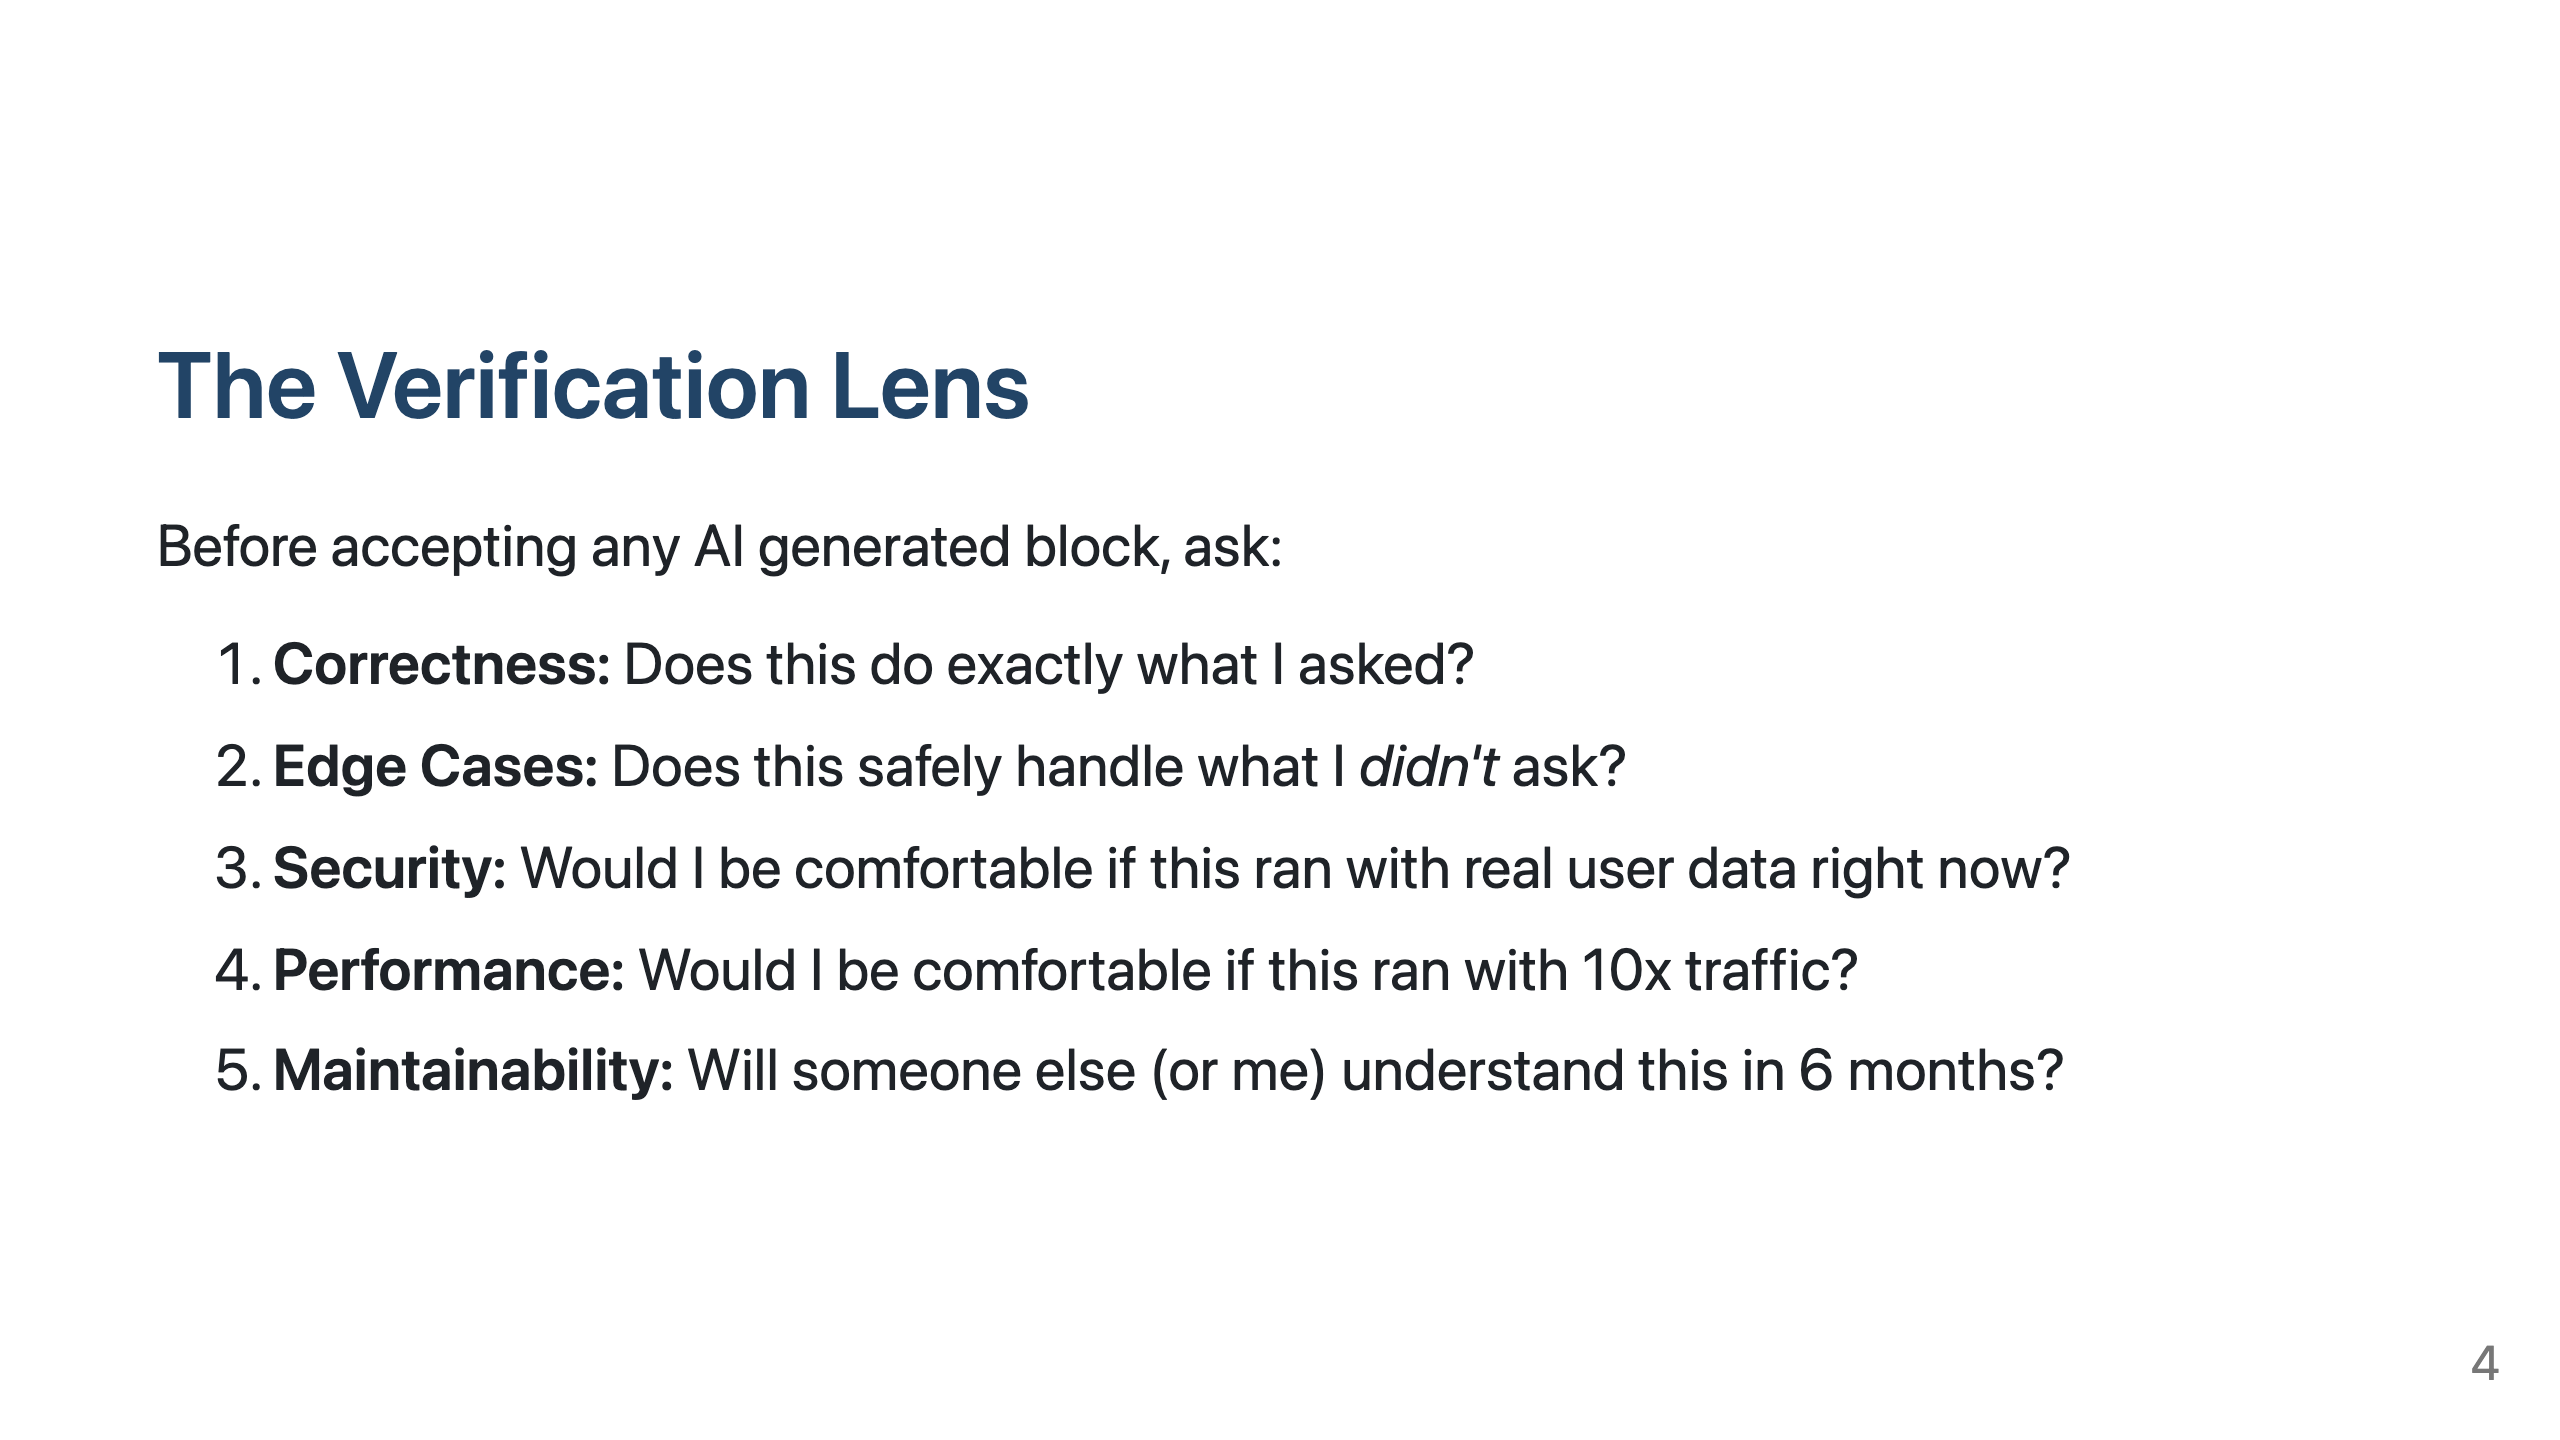 The Verification Lens
Before accepting any AI generated block, ask:
1. Correctness: Does this do exactly what I asked?
2. Edge Cases: Does this safely handle what I didn't ask?
3. Security: Would I be comfortable if this ran with real user data right now?
4. Performance: Would I be comfortable if this ran with 10x traffic?
5. Maintainability: Will someone else (or me) understand this in 6 months?
4